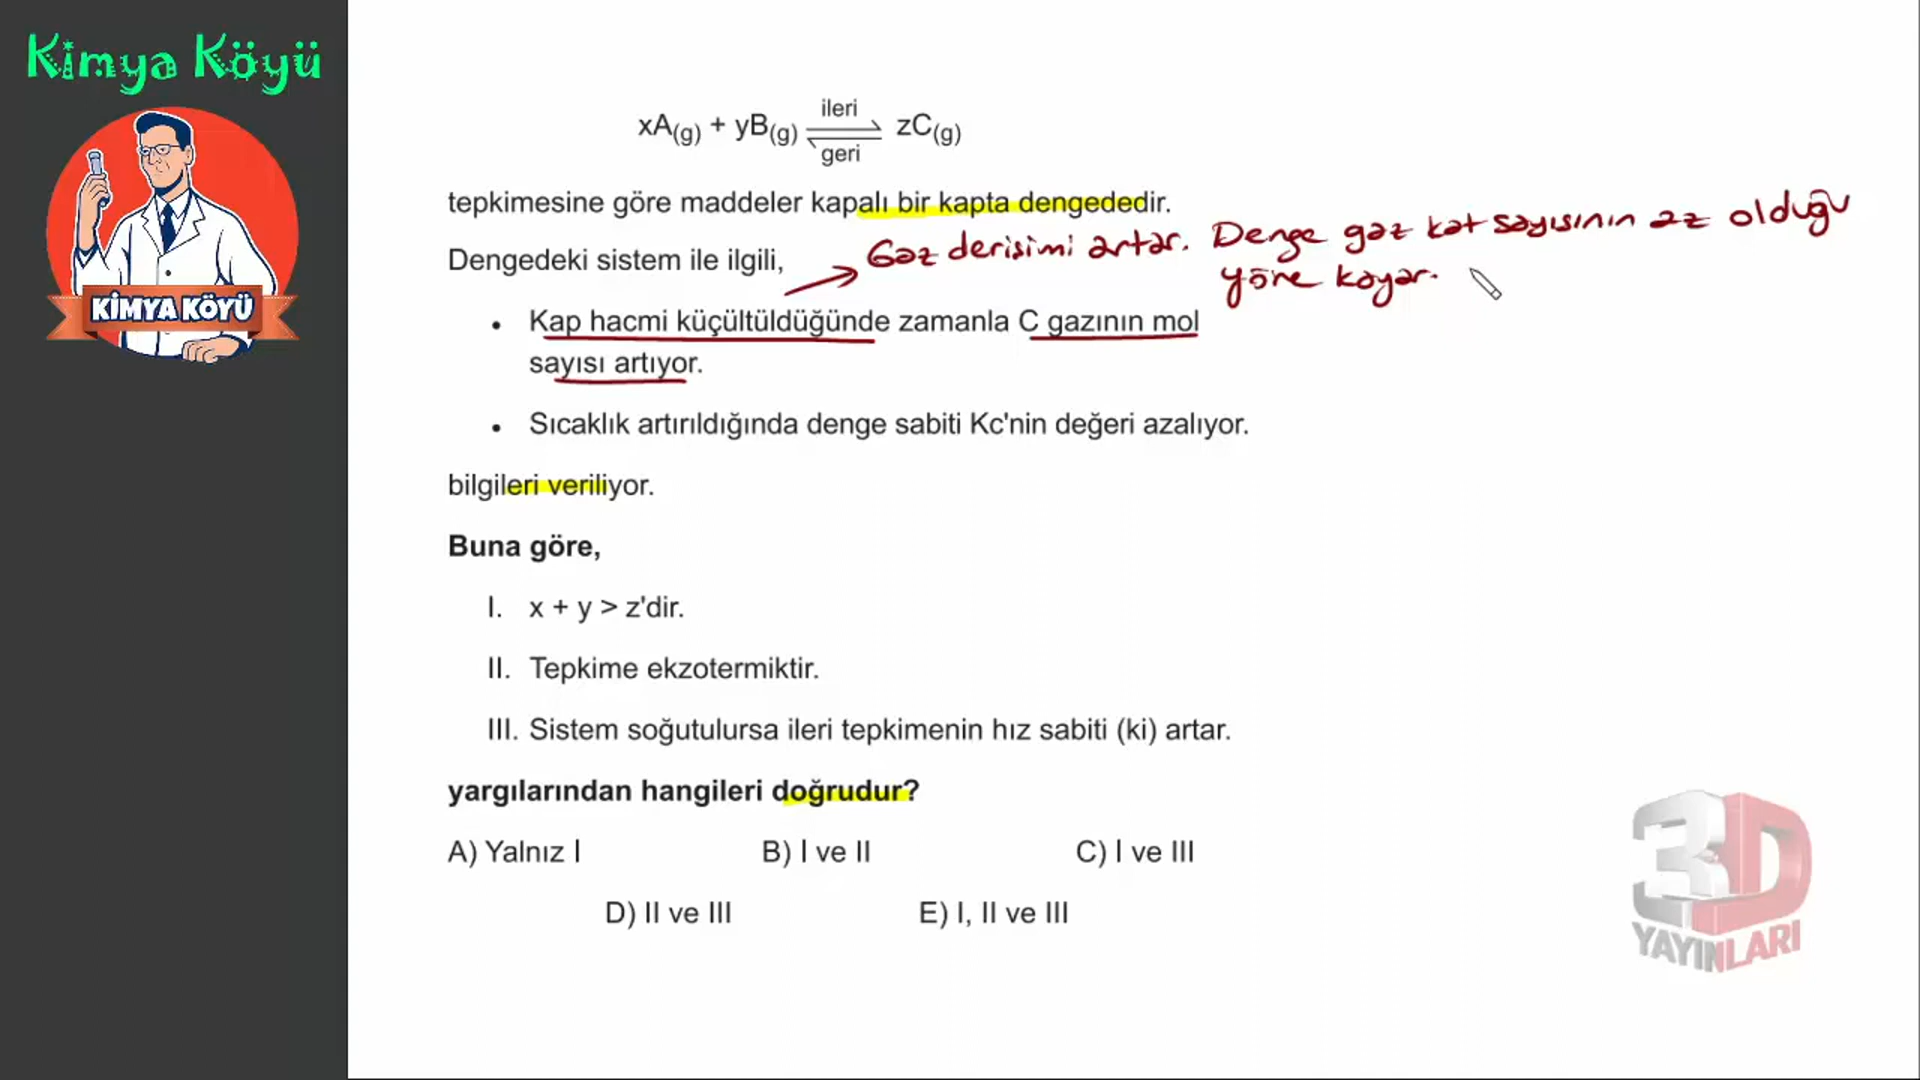 Kimya Köyü
KİMYA KÖYÜ
xA(g) + yB(g) ileri geri zC(g)
tepkimesine göre maddeler kapalı bir kapta dengededir.
Dengedeki sistem ile ilgili,
Gaz derişimi artar. Denge gaz katsayısının az olduğu
yöne kayar.
• Kap hacmi küçültüldüğünde zamanla C gazının mol
sayısı artıyor.
• Sıcaklık artırıldığında denge sabiti Kc'nin değeri azalıyor.
bilgileri veriliyor.
Buna göre,
I. x + y > z'dir.
II. Tepkime ekzotermiktir.
III. Sistem soğutulursa ileri tepkimenin hız sabiti (ki) artar.
yargılarından hangileri doğrudur?
A) Yalnız I B) I ve II C) I ve III
D) II ve III E) I, II ve III
3D
YAYINLARI